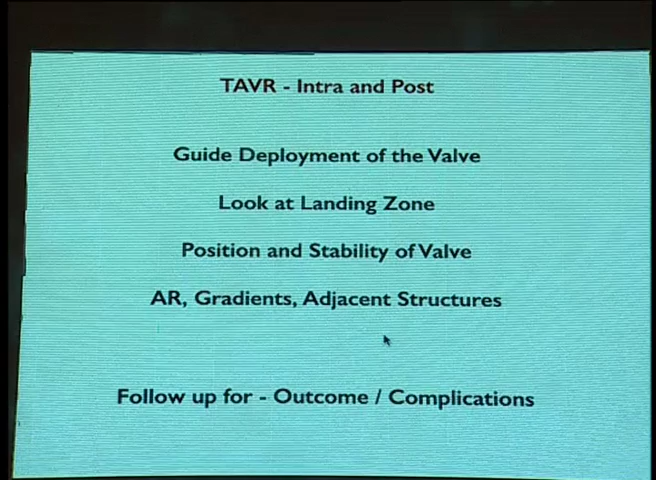 TAVR - Intra and Post
Guide Deployment of the Valve
Look at Landing Zone
Position and Stability of Valve
AR, Gradients, Adjacent Structures
Follow up for - Outcome / Complications